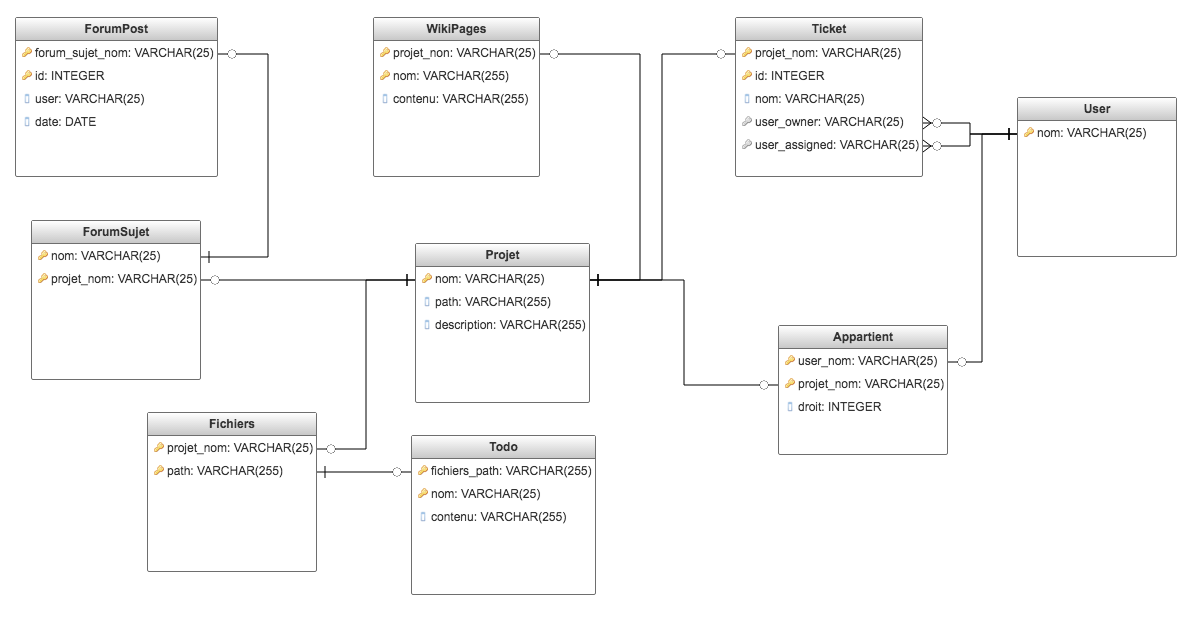 ForumPost
forum_sujet_nom: VARCHAR(25)
id: INTEGER
user: VARCHAR(25)
date: DATE
WikiPages
projet_non: VARCHAR(25)
nom: VARCHAR(255)
contenu: VARCHAR(255)
Ticket
projet_nom: VARCHAR(25)
id: INTEGER
nom: VARCHAR(25)
user_owner: VARCHAR(25)
user_assigned: VARCHAR(25)
User
nom: VARCHAR(25)
ForumSujet
nom: VARCHAR(25)
projet_nom: VARCHAR(25)
Projet
nom: VARCHAR(25)
path: VARCHAR(255)
description: VARCHAR(255)
Appartient
user_nom: VARCHAR(25)
projet_nom: VARCHAR(25)
droit: INTEGER
Fichiers
projet_nom: VARCHAR(25)
path: VARCHAR(255)
Todo
fichiers_path: VARCHAR(255)
nom: VARCHAR(25)
contenu: VARCHAR(255)